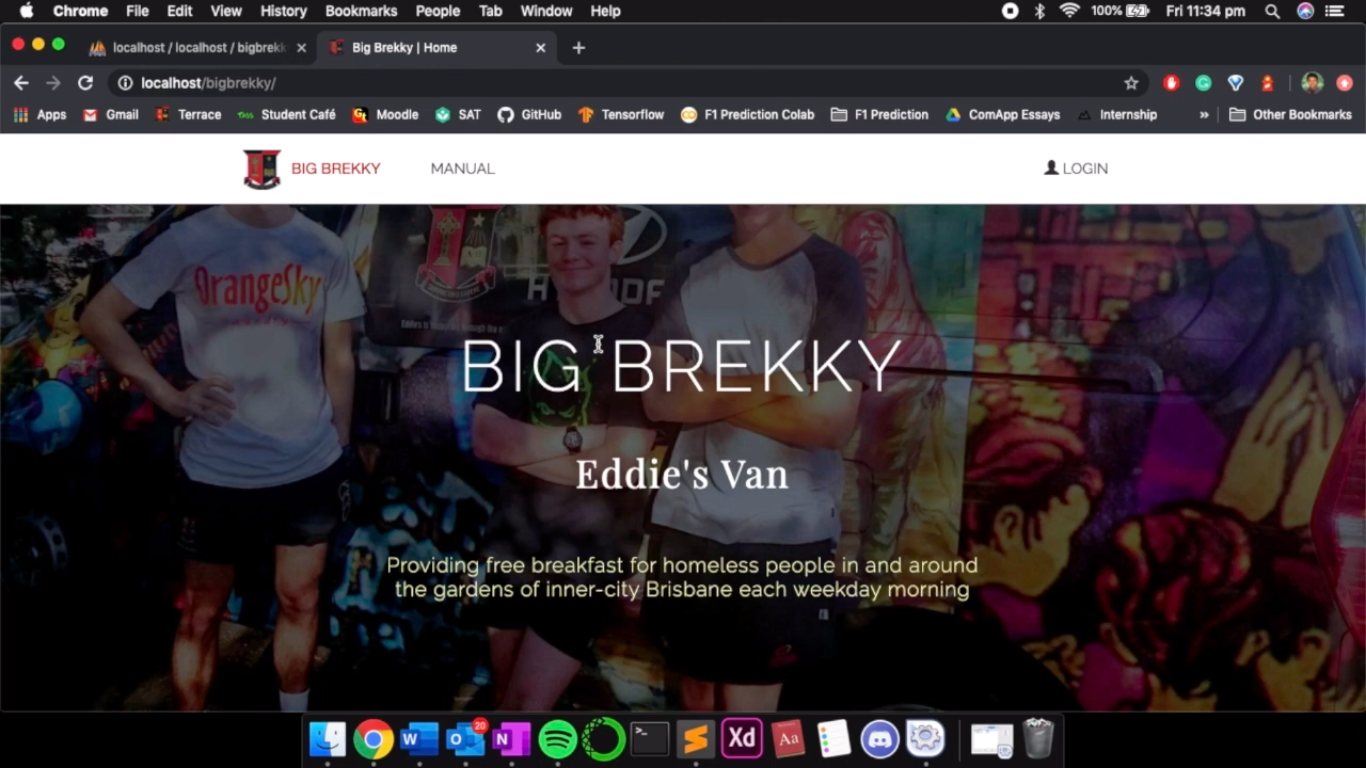 Chrome File Edit View History Bookmarks People Tab Window Help 100% Fri 11:34 pm
localhost / localhost / bigbrekk Big Brekky | Home
localhost/bigbrekky/
Apps Gmail Terrace Student Café Moodle SAT GitHub Tensorflow F1 Prediction Colab F1 Prediction ComApp Essays Internship » Other Bookmarks
BIG BREKKY MANUAL LOGIN
OrangeSky
BIG BREKKY
Eddie's Van
Providing free breakfast for homeless people in and around
the gardens of inner-city Brisbane each weekday morning
20
W O N >_ Xd Aa